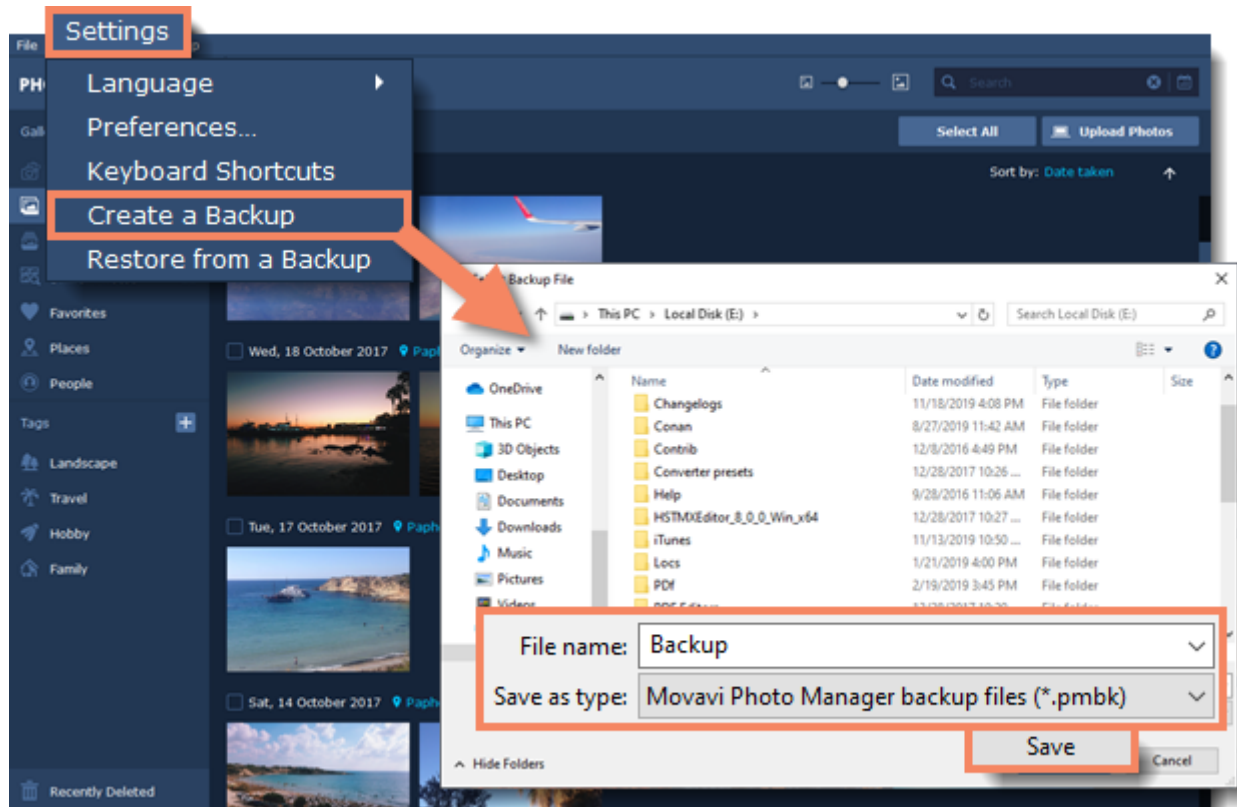 File
Settings
Language
Preferences...
Keyboard Shortcuts
Create a Backup
Restore from a Backup
Search
Select All
Upload Photos
Sort by: Date taken
Favorites
Places
People
Tags
Landscape
Travel
Hobby
Family
Recently Deleted
Wed, 18 October 2017
Tue, 17 October 2017
Sat, 14 October 2017
Backup File
This PC > Local Disk (E:) >
Search Local Disk (E:)
Organize
New folder
OneDrive
This PC
3D Objects
Desktop
Documents
Downloads
Music
Pictures
Videos
Name Date modified Type Size
Changelogs 11/18/2019 4:08 PM File folder
Conan 8/27/2019 11:42 AM File folder
Contrib 12/8/2016 4:49 PM File folder
Converter presets 12/28/2017 10:26 ... File folder
Help 9/28/2016 11:06 AM File folder
HSTMXEditor_8_0_0_Win_x64 12/28/2017 10:27 ... File folder
iTunes 11/13/2019 10:50 ... File folder
Locs 1/21/2019 4:00 PM File folder
PDf 2/19/2019 3:45 PM File folder
File name: Backup
Save as type: Movavi Photo Manager backup files (*.pmbk)
Save
Cancel
Hide Folders